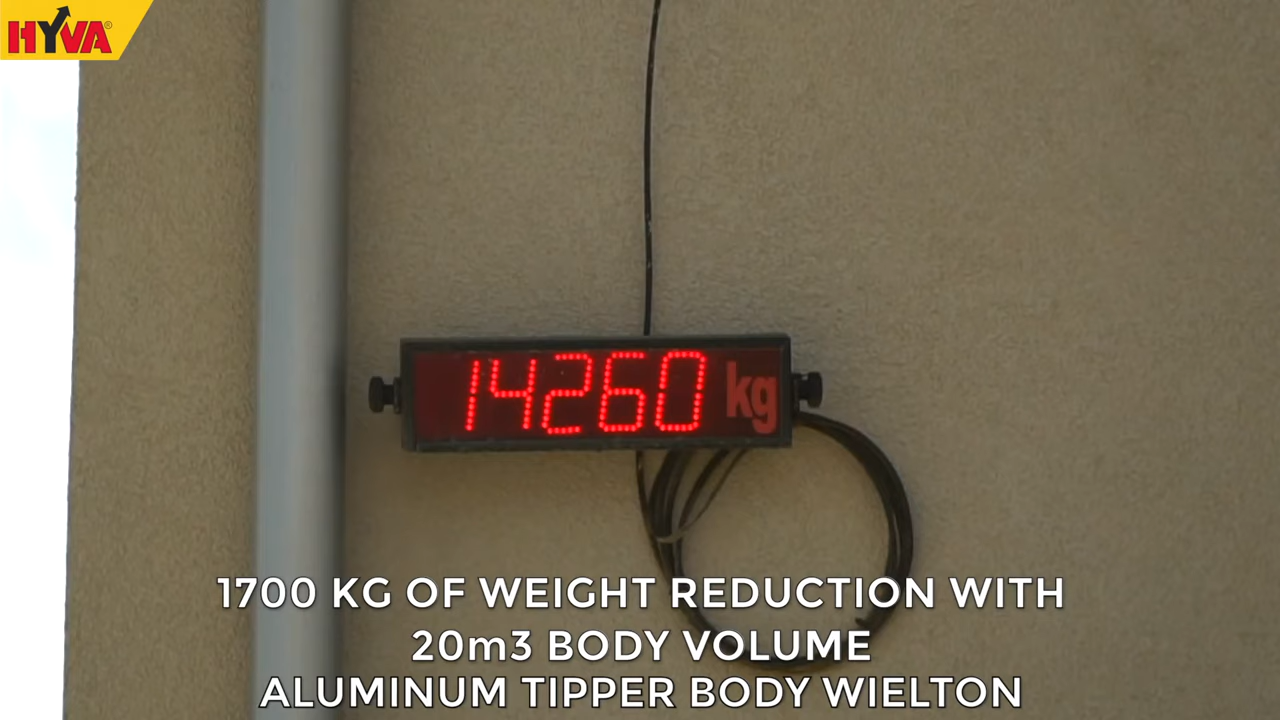 HYVA®
14260 kg
1700 KG OF WEIGHT REDUCTION WITH
20m3 BODY VOLUME
ALUMINUM TIPPER BODY WIELTON